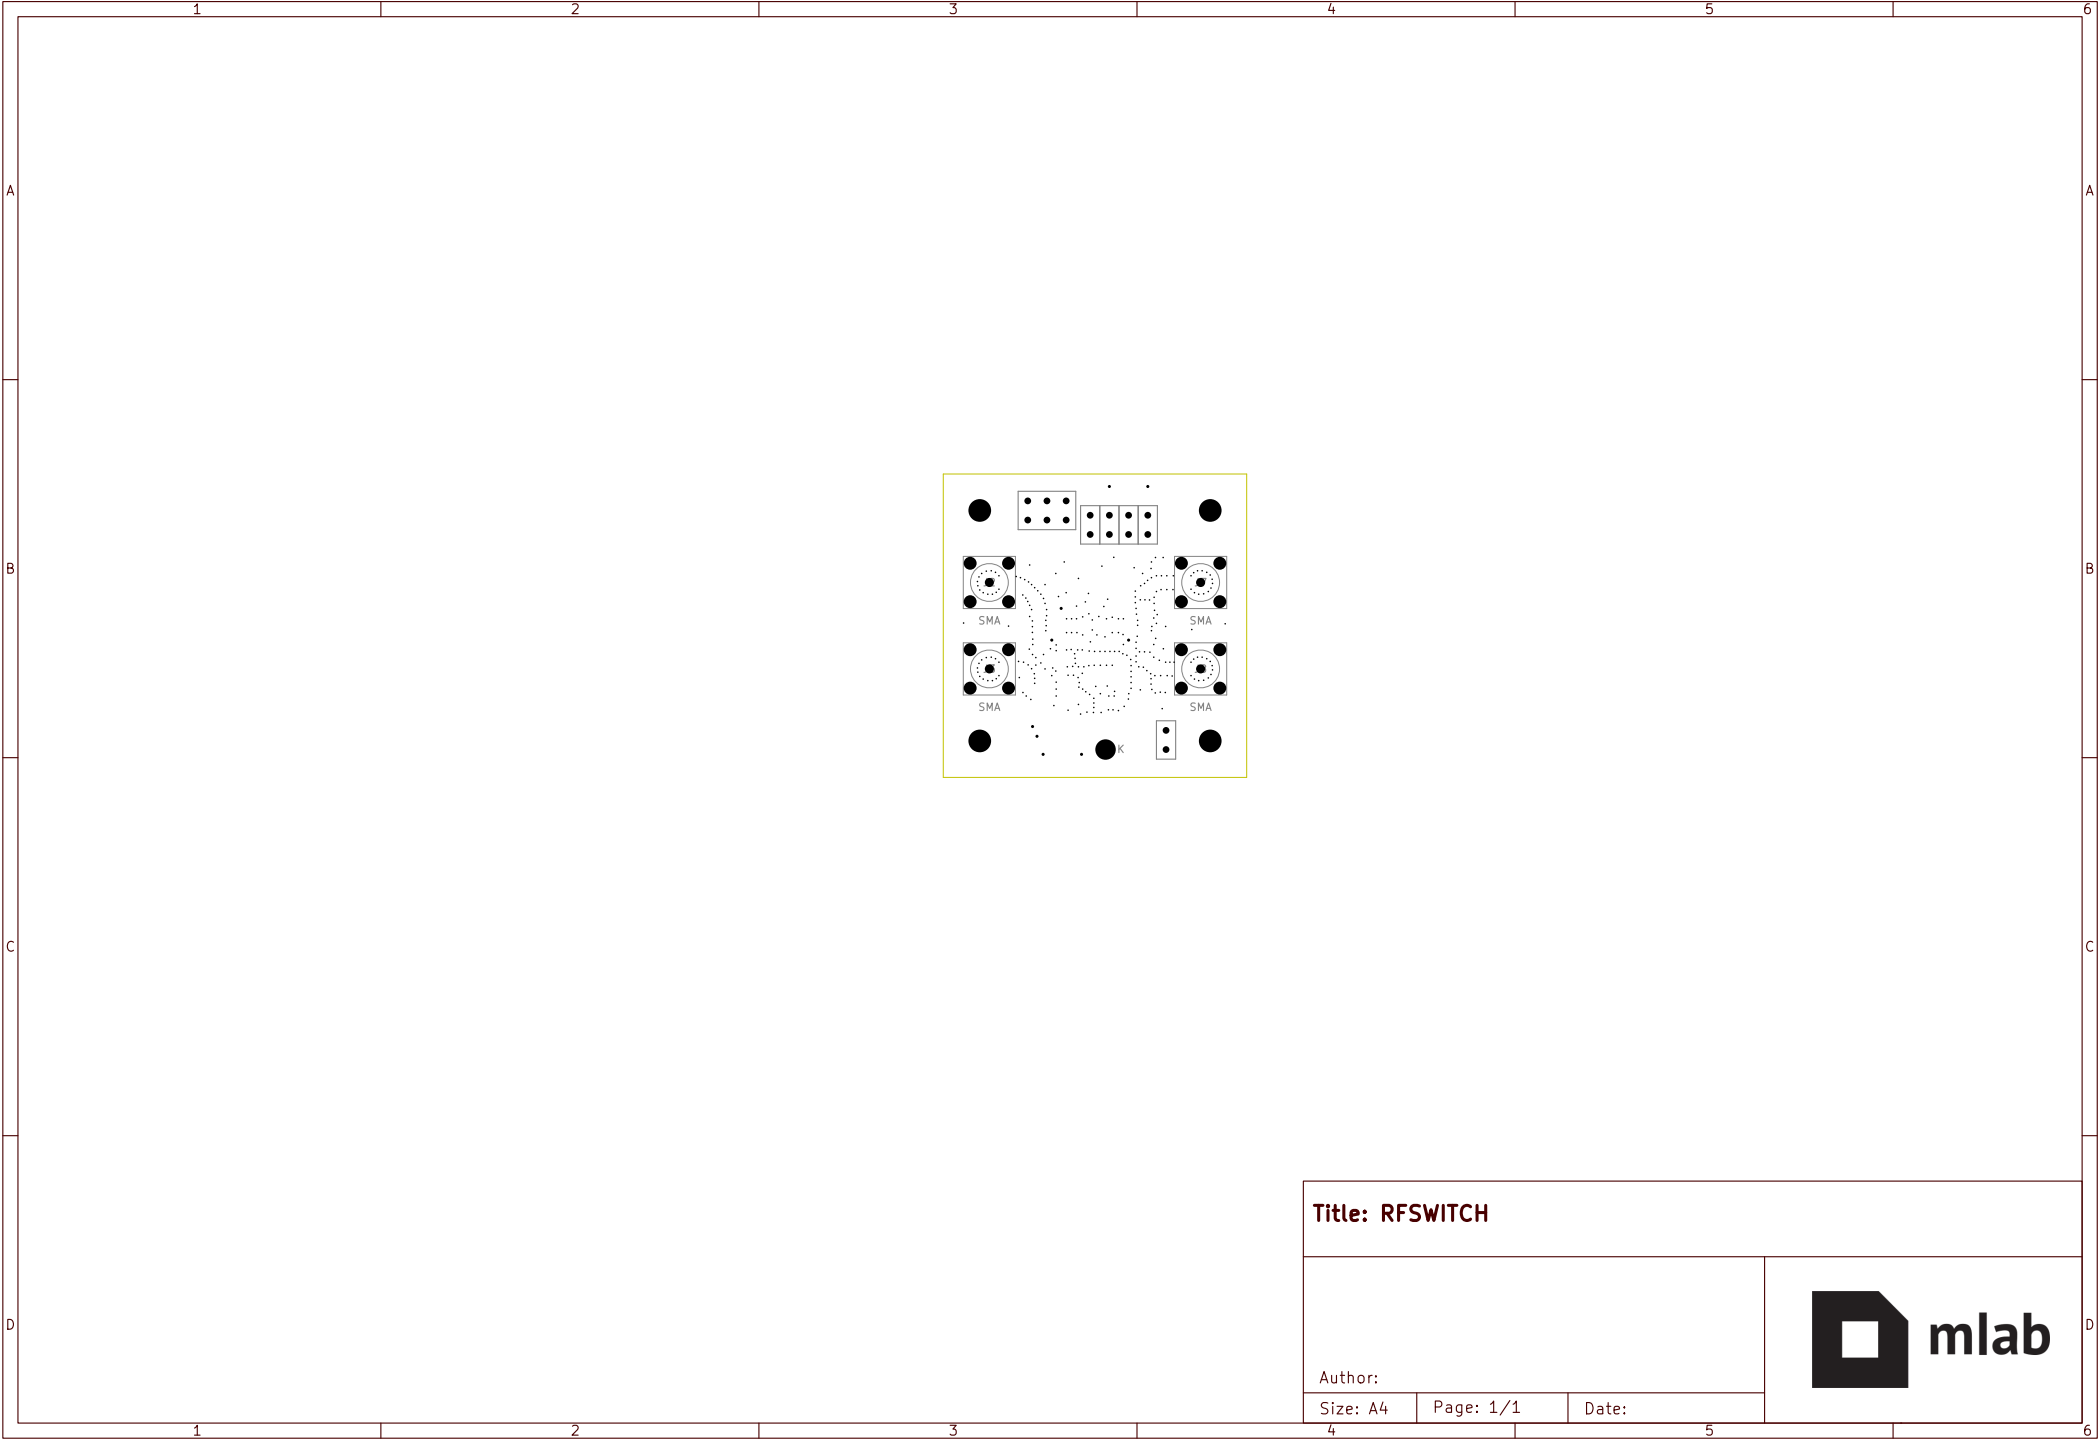 1 2 3 4 5 6
A A
SMA SMA
B B
SMA SMA
K
C C
Title: RFSWITCH
D mlab D
Author:
Size: A4 Page: 1/1 Date:
1 2 3 4 5 6